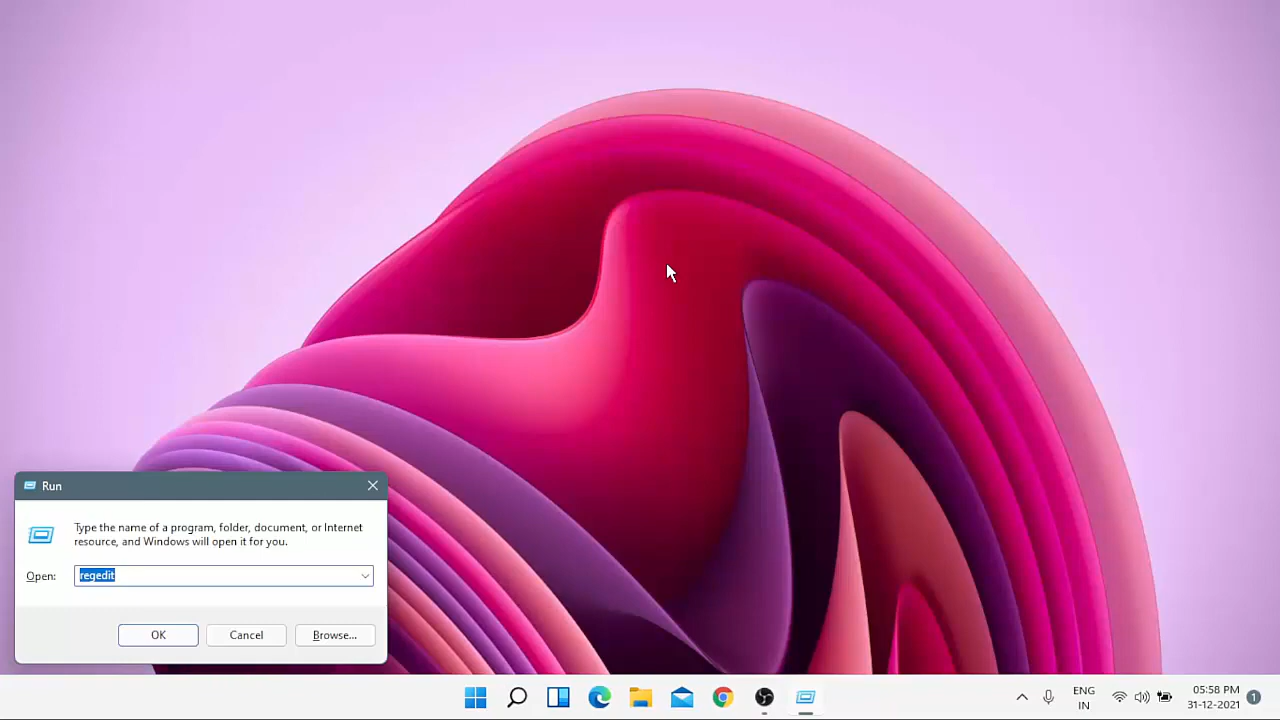 Run
Type the name of a program, folder, document, or Internet
resource, and Windows will open it for you.
Open: regedit
OK Cancel Browse...
ENG
IN
05:58 PM
31-12-2021
1